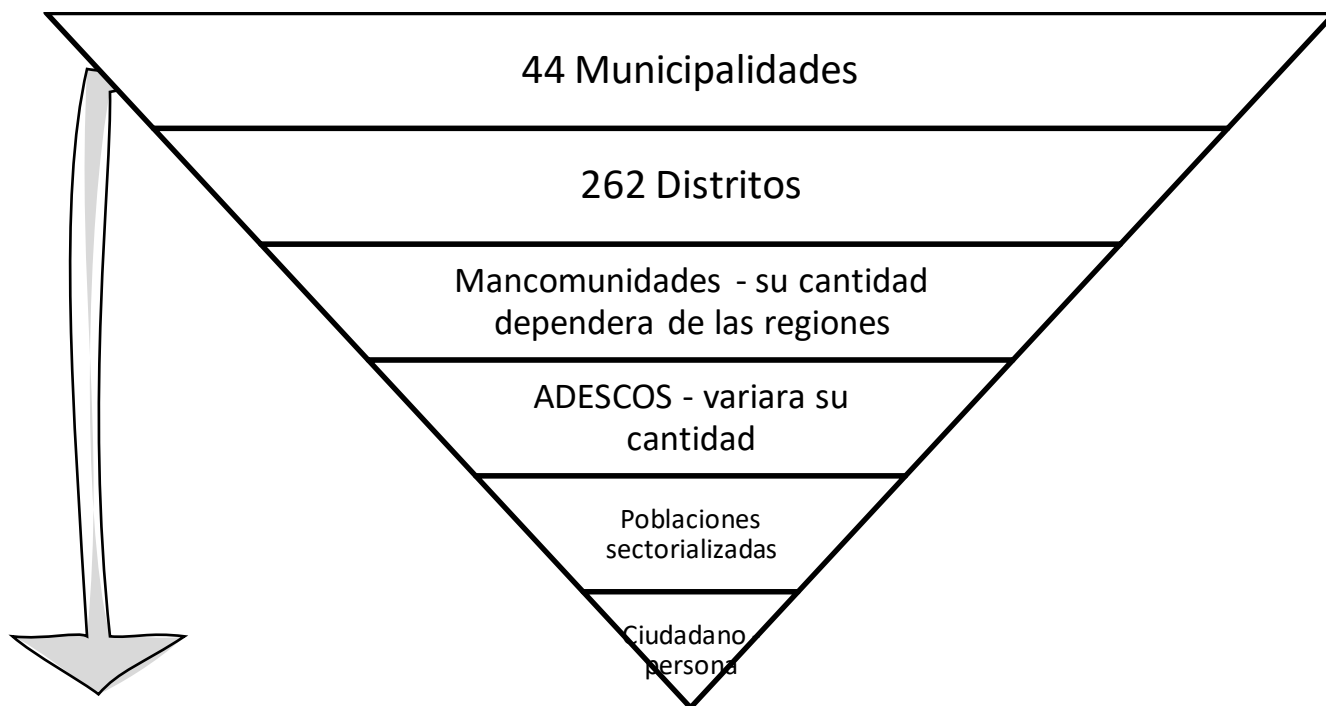 44 Municipalidades
262 Distritos
Mancomunidades - su cantidad
dependera de las regiones
ADESCOS - variara su
cantidad
Poblaciones
sectorializadas
Ciudadano -
persona